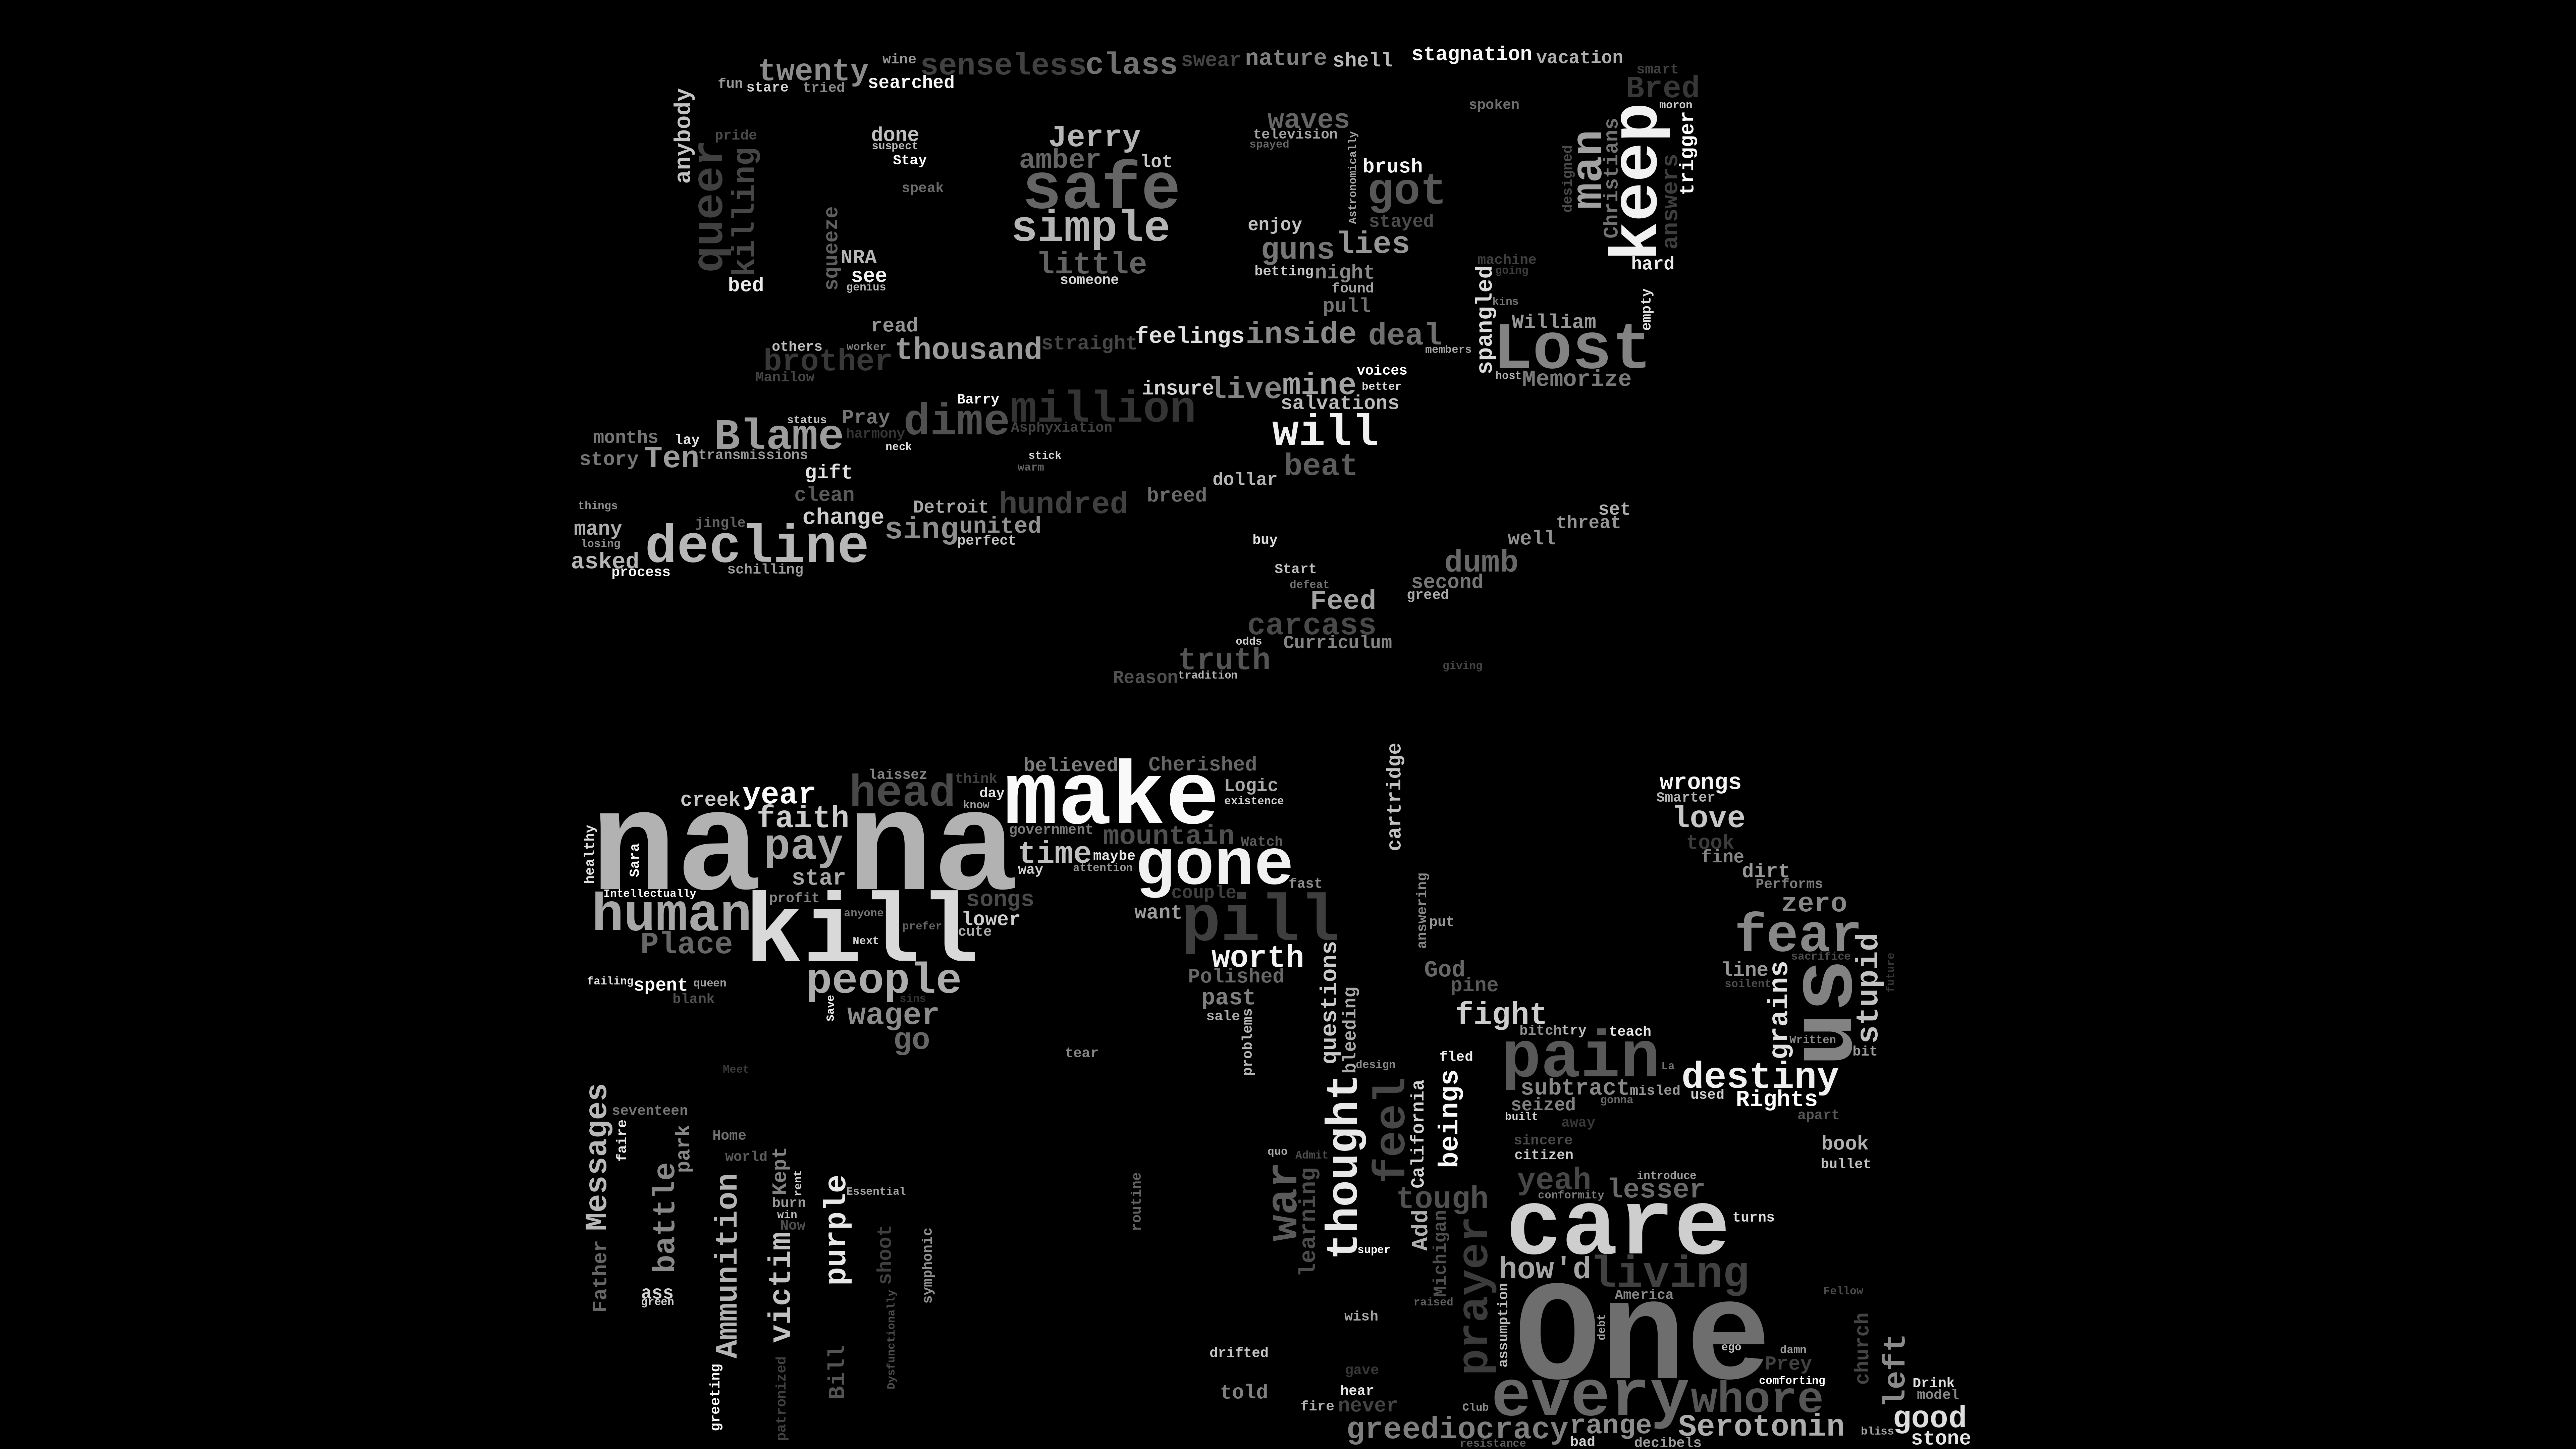 twenty wine senseless class swear nature shell stagnation vacation
fun stare tried searched
smart
Bred
anybody
pride
queer
killing
bed
done
suspect
Stay
speak
squeeze
NRA
see
genius
Jerry
amber lot
safe
simple
little
someone
waves
television
spayed
Astronomically
brush
got
stayed
enjoy
guns lies
betting night
found
pull
spoken
designed
man
Christians
keep
moron
answers
trigger
hard
machine
going
spangled
kins
William
empty
Lost
host Memorize
read
others worker thousand straight feelings inside deal members
brother
Manilow
Barry million insure live mine voices
better
salvations
status Pray dime Asphyxiation
Blame harmony
neck
will
beat
months lay
story Ten transmissions
gift
stick
warm
clean
dollar
things
Detroit hundred breed
many jingle change sing united
losing decline perfect
asked
process schilling
buy
Start
defeat
Feed
carcass
odds Curriculum
truth
Reason tradition
set
threat
well
dumb
second
greed
giving
believed Cherished
laissez think make Logic
creek year head day existence
know
na faith na government mountain Watch
healthy
Sara
pay time maybe gone
way attention
star
Intellectually
human profit kill songs couple fast
anyone lower want pill
prefer cute
Place Next
worth
people Polished
failing spent queen
blank
Save
sins
past
wager sale
go
problems
questions
bleeding
tear
Meet
cartridge
answering
put
God
pine
fight
bitch try teach
design
fled
pain La
subtract misled
seized gonna
built
away
sincere
citizen
wrongs
Smarter
love
took
fine
dirt
Performs
zero
fear
sacrifice
line
soilent
grains
us
stupid
future
Written
bit
destiny
used Rights
apart
book
bullet
Messages
seventeen
faire
park
Home
world
battle
Father
ass
green
Ammunition
greeting
Kept
rent
burn
win
Now
victim
patronized
purple
Essential
Bill
shoot
Dysfunctionally
symphonic
routine
quo Admit
war
learning
thought
super
feel
California
beings
tough
Add
Michigan
raised
prayer
assumption
yeah introduce
conformity lesser
care turns
how'd living
America
One
debt
ego
Fellow
damn
Prey
comforting
church
left
wish
drifted
gave
told hear
fire never Club every whore
greediocracy range Serotonin
resistance bad decibels
Drink
model
good
bliss stone